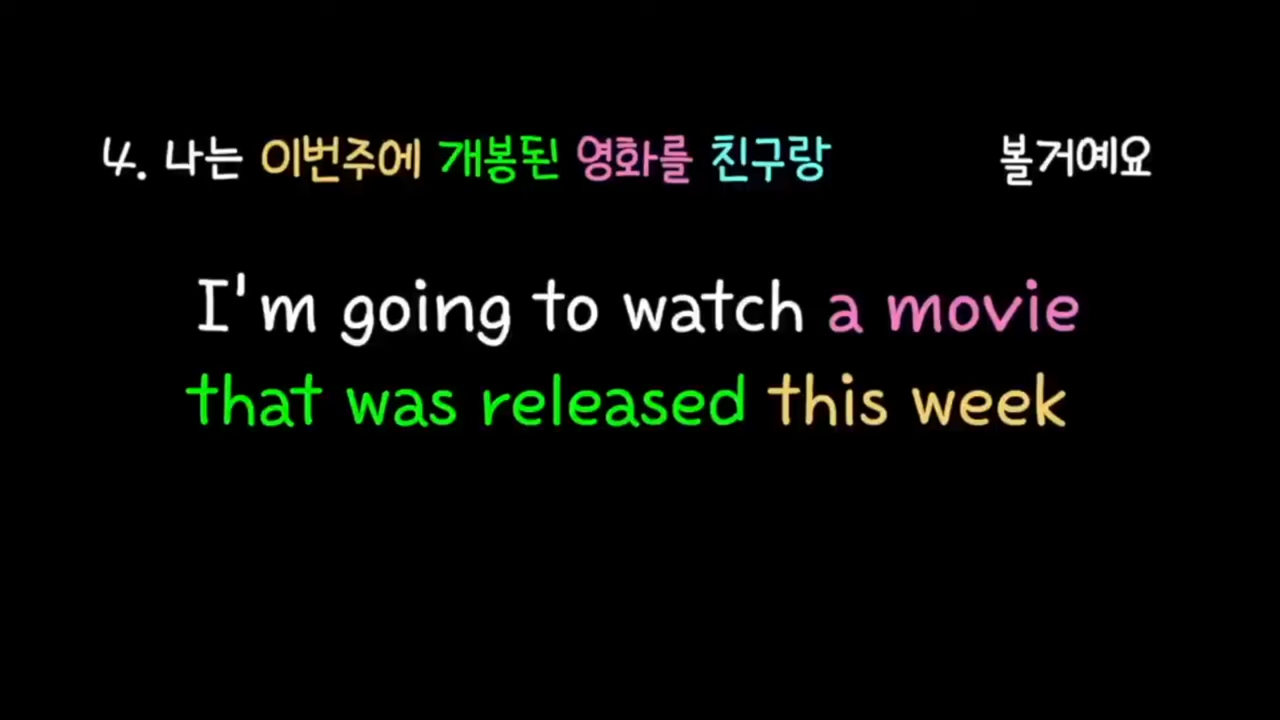 4. 나는 이번주에 개봉된 영화를 친구랑 볼거예요
I'm going to watch a movie
that was released this week